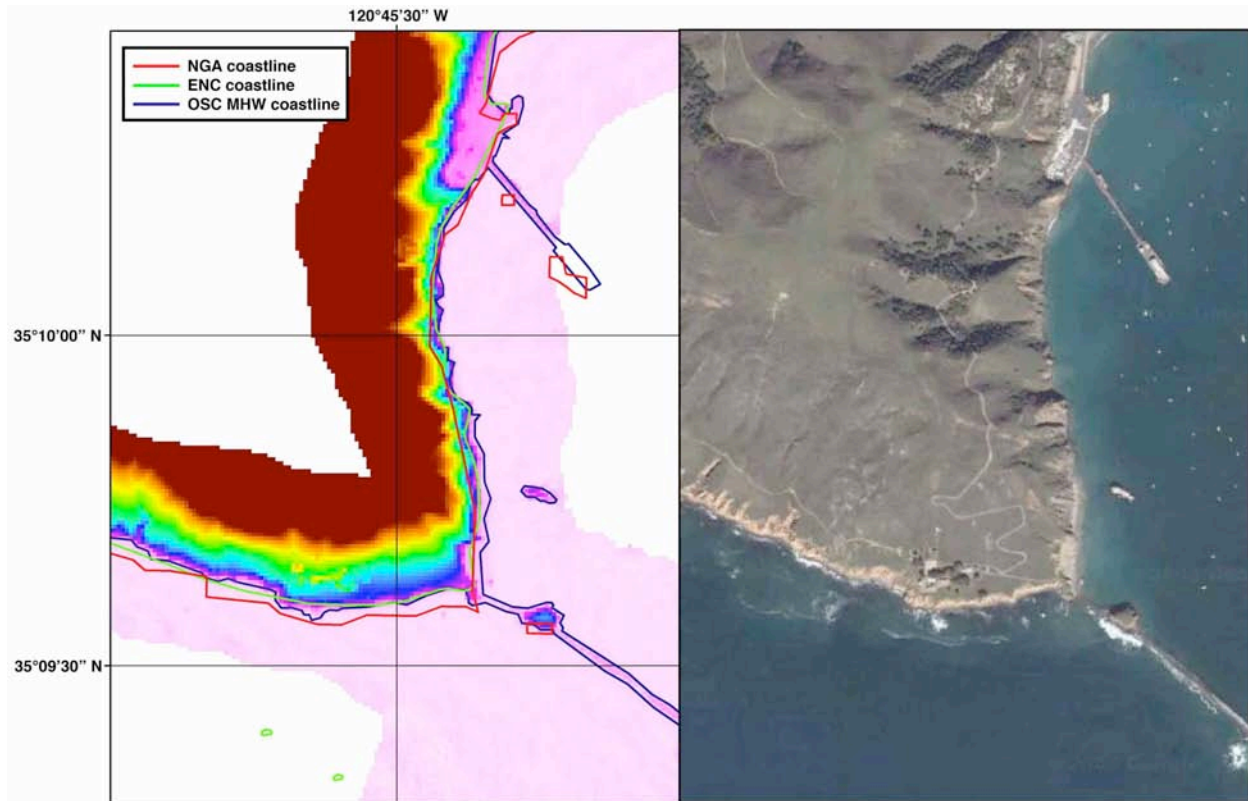 120°45’30” W
NGA coastline
ENC coastline
OSC MHW coastline
35°10’00” N
35°09’30” N